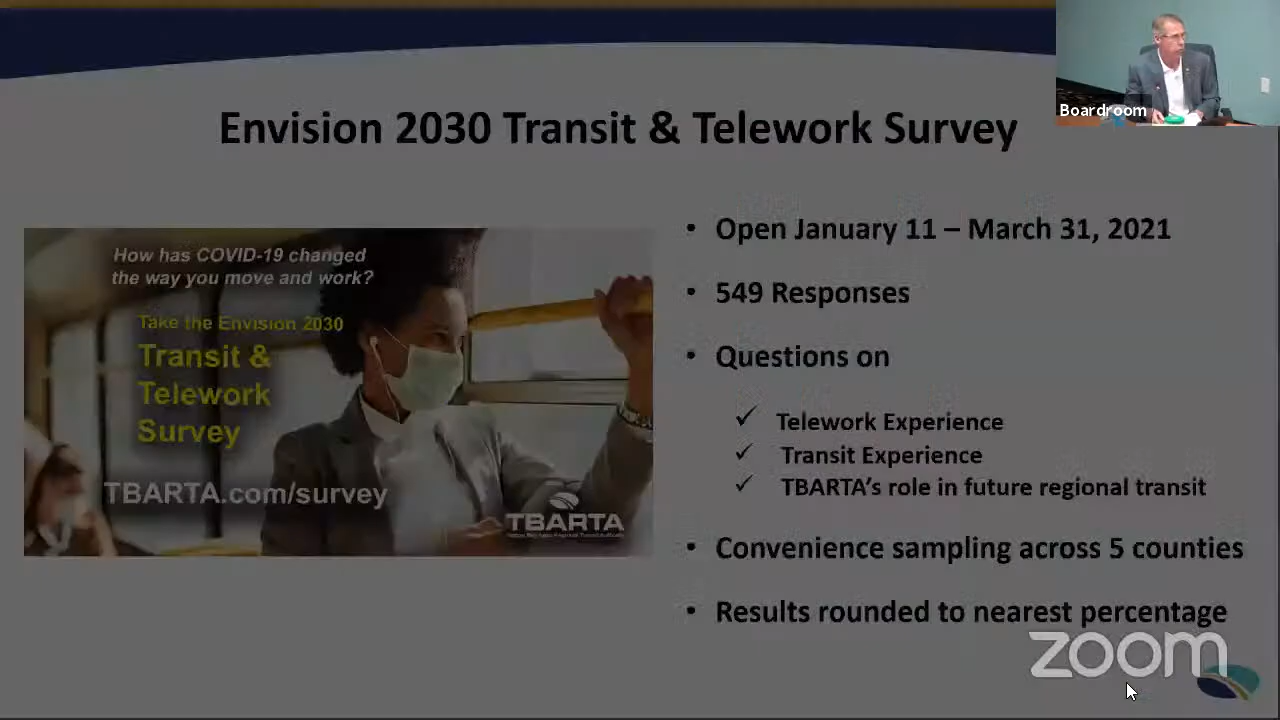 Boardroom
Envision 2030 Transit & Telework Survey
How has COVID-19 changed
the way you move and work?
Take the Envision 2030
Transit &
Telework
Survey
TBARTA.com/survey
TBARTA
• Open January 11 – March 31, 2021
• 549 Responses
• Questions on
✓ Telework Experience
✓ Transit Experience
✓ TBARTA's role in future regional transit
• Convenience sampling across 5 counties
• Results rounded to nearest percentage
zoom